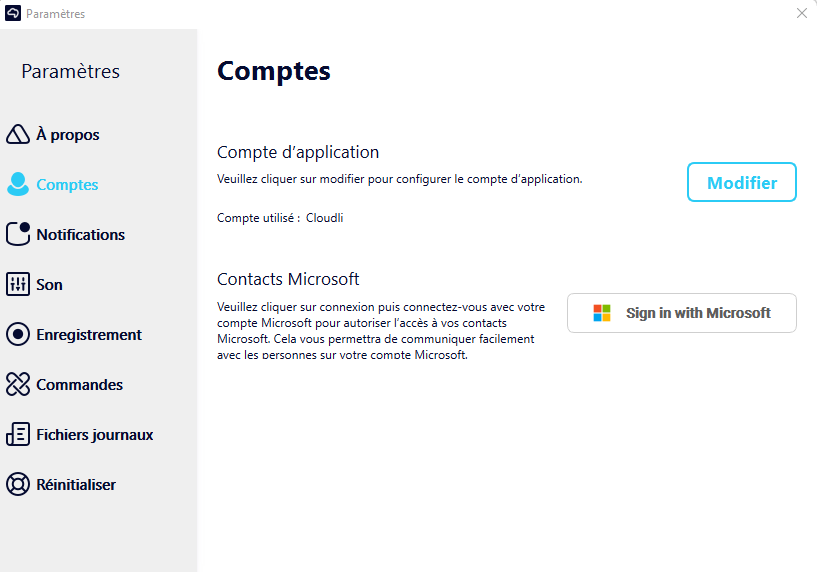 Paramètres
Paramètres
À propos
Comptes
Notifications
Son
Enregistrement
Commandes
Fichiers journaux
Réinitialiser
Comptes
Compte d’application
Veuillez cliquer sur modifier pour configurer le compte d’application.
Modifier
Compte utilisé : Cloudli
Contacts Microsoft
Veuillez cliquer sur connexion puis connectez-vous avec votre
compte Microsoft pour autoriser l’accès à vos contacts
Microsoft. Cela vous permettra de communiquer facilement
avec les personnes sur votre compte Microsoft.
Sign in with Microsoft